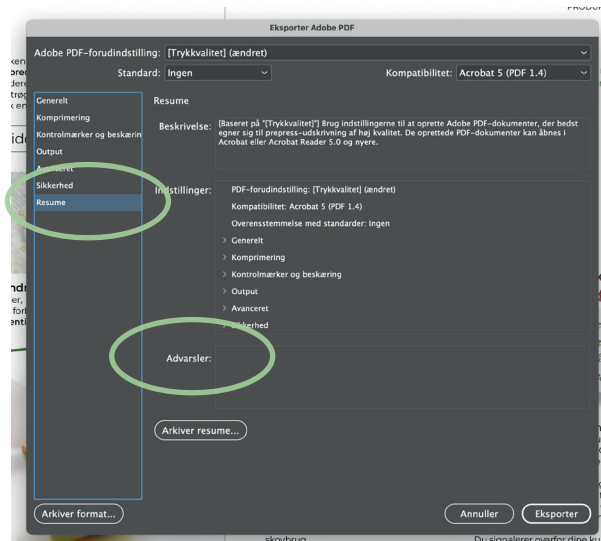 Eksporter Adobe PDF
Adobe PDF-forudindstilling: [Trykkvalitet] (ændret)
Standard: Ingen
Kompatibilitet: Acrobat 5 (PDF 1.4)
Generelt
Komprimering
Kontrolmærker og beskærin
Output
Avanceret
Sikkerhed
Resume
Resume
Beskrivelse: [Baseret på "[Trykkvalitet]"] Brug indstillingerne til at oprette Adobe PDF-dokumenter, der bedst
egner sig til prepress-udskrivning af høj kvalitet. De oprettede PDF-dokumenter kan åbnes i
Acrobat eller Acrobat Reader 5.0 og nyere.
Indstillinger: PDF-forudindstilling: [Trykkvalitet] (ændret)
Kompatibilitet: Acrobat 5 (PDF 1.4)
Overensstemmelse med standarder: Ingen
> Generelt
> Komprimering
> Kontrolmærker og beskæring
> Output
> Avanceret
> Sikkerhed
Advarsler:
Arkiver resume...
Arkiver format...
Annuller
Eksporter
skovbrug
Du signalerer overfor dine ku